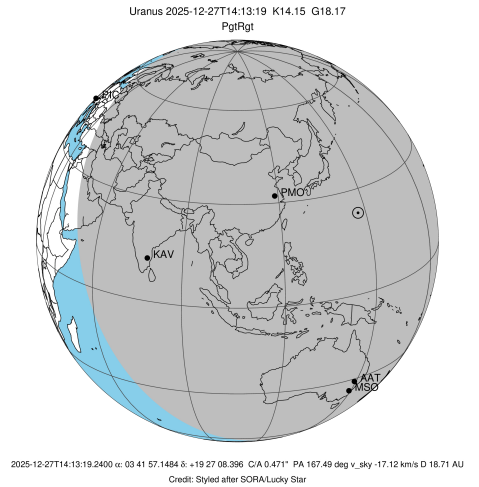 Uranus 2025-12-27T14:13:19 K14.15 G18.17
PgtRgt
PIC
PMO
KAV
AAT
MSO
2025-12-27T14:13:19.2400 α: 03 41 57.1484 δ: +19 27 08.396 C/A 0.471" PA 167.49 deg v_sky -17.12 km/s D 18.71 AU
Credit: Styled after SORA/Lucky Star